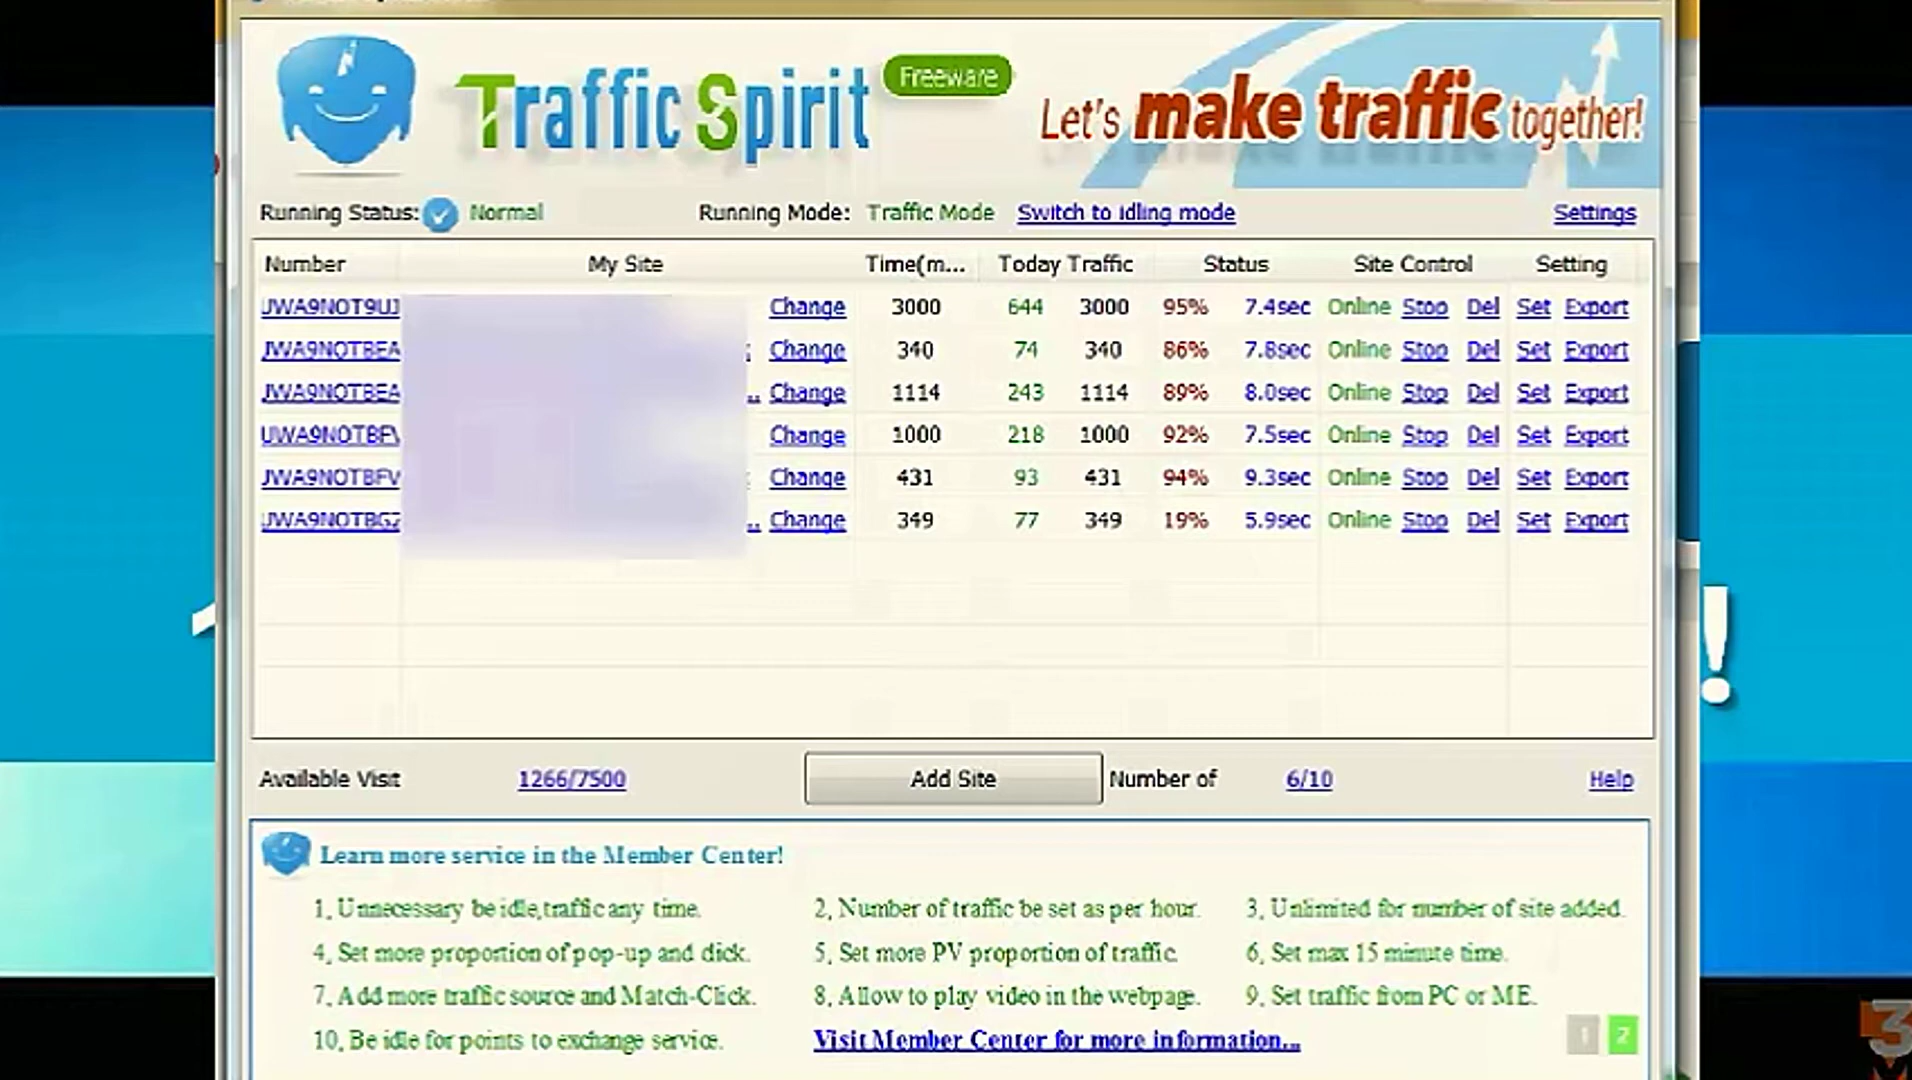 Traffic Spirit Freeware
Let's make traffic together!
Running Status: Normal Running Mode: Traffic Mode Switch to idling mode Settings
Number My Site Time(m... Today Traffic Status Site Control Setting
Change 3000 644 3000 95% 7.4sec Online Stop Del Set Export
Change 340 74 340 86% 7.8sec Online Stop Del Set Export
.. Change 1114 243 1114 89% 8.0sec Online Stop Del Set Export
Change 1000 218 1000 92% 7.5sec Online Stop Del Set Export
Change 431 93 431 94% 9.3sec Online Stop Del Set Export
.. Change 349 77 349 19% 5.9sec Online Stop Del Set Export
Available Visit 1266/7500 Add Site Number of 6/10 Help
Learn more service in the Member Center!
1, Unnecessary be idle,traffic any time. 2, Number of traffic be set as per hour. 3, Unlimited for number of site added.
4, Set more proportion of pop-up and click. 5, Set more PV proportion of traffic. 6, Set max 15 minute time.
7, Add more traffic source and Match-Click. 8, Allow to play video in the webpage. 9, Set traffic from PC or ME.
10, Be idle for points to exchange service. Visit Member Center for more information...
1 2
!
3